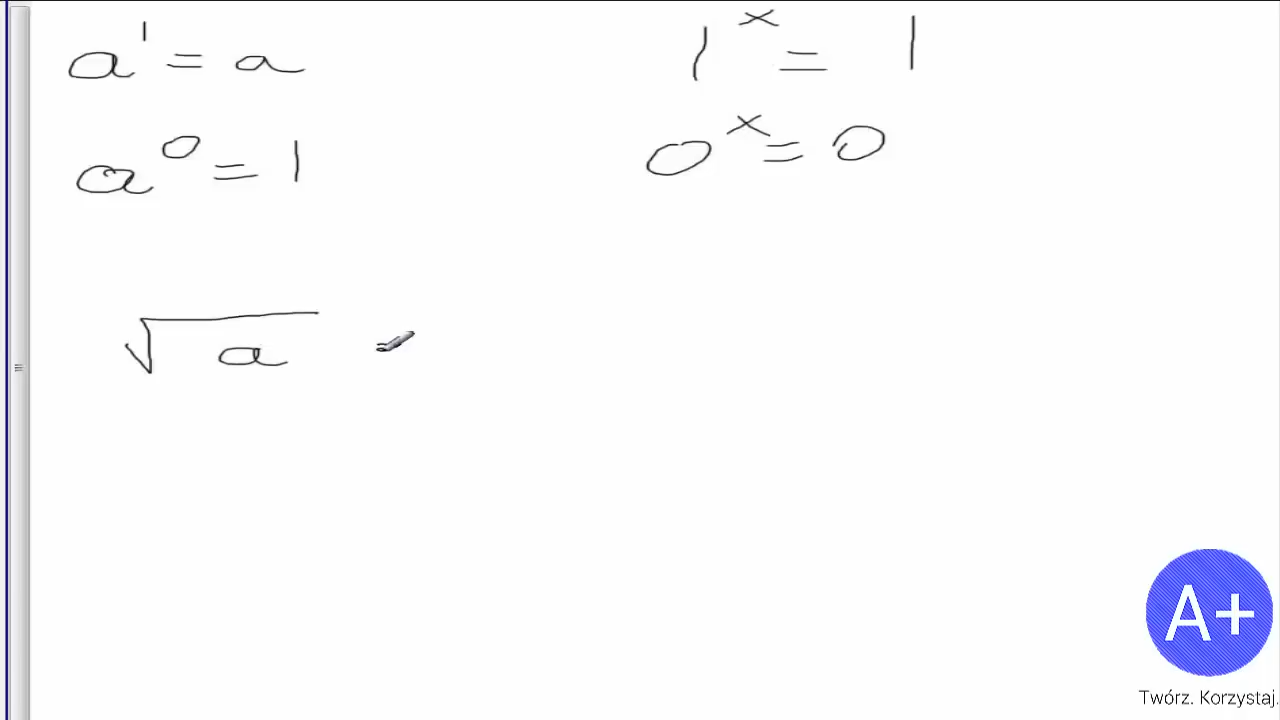 a¹ = a
1ˣ = 1
a⁰ = 1
0ˣ = 0
√a =
A+
Twórz. Korzystaj.